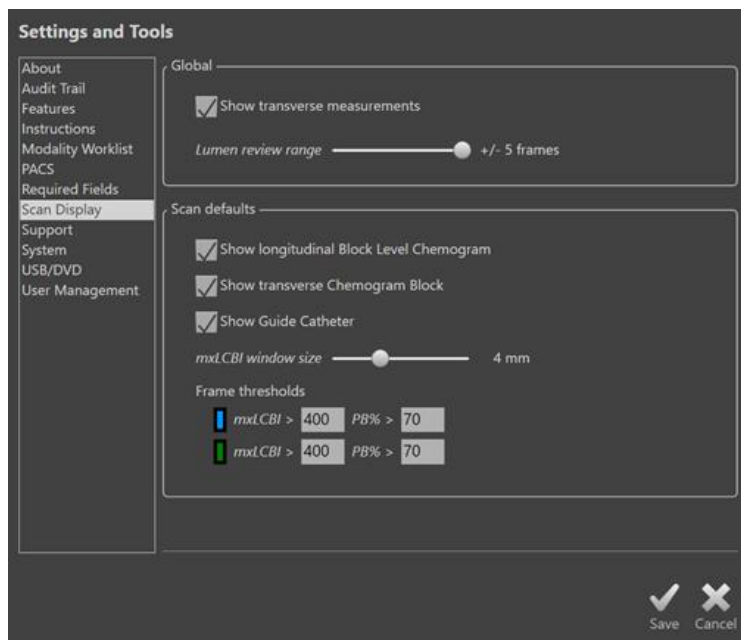 Settings and Tools
About
Audit Trail
Features
Instructions
Modality Worklist
PACS
Required Fields
Scan Display
Support
System
USB/DVD
User Management
Global
Show transverse measurements
Lumen review range +/- 5 frames
Scan defaults
Show longitudinal Block Level Chemogram
Show transverse Chemogram Block
Show Guide Catheter
mxLCBI window size 4 mm
Frame thresholds
mxLCBI > 400 PB% > 70
mxLCBI > 400 PB% > 70
Save Cancel